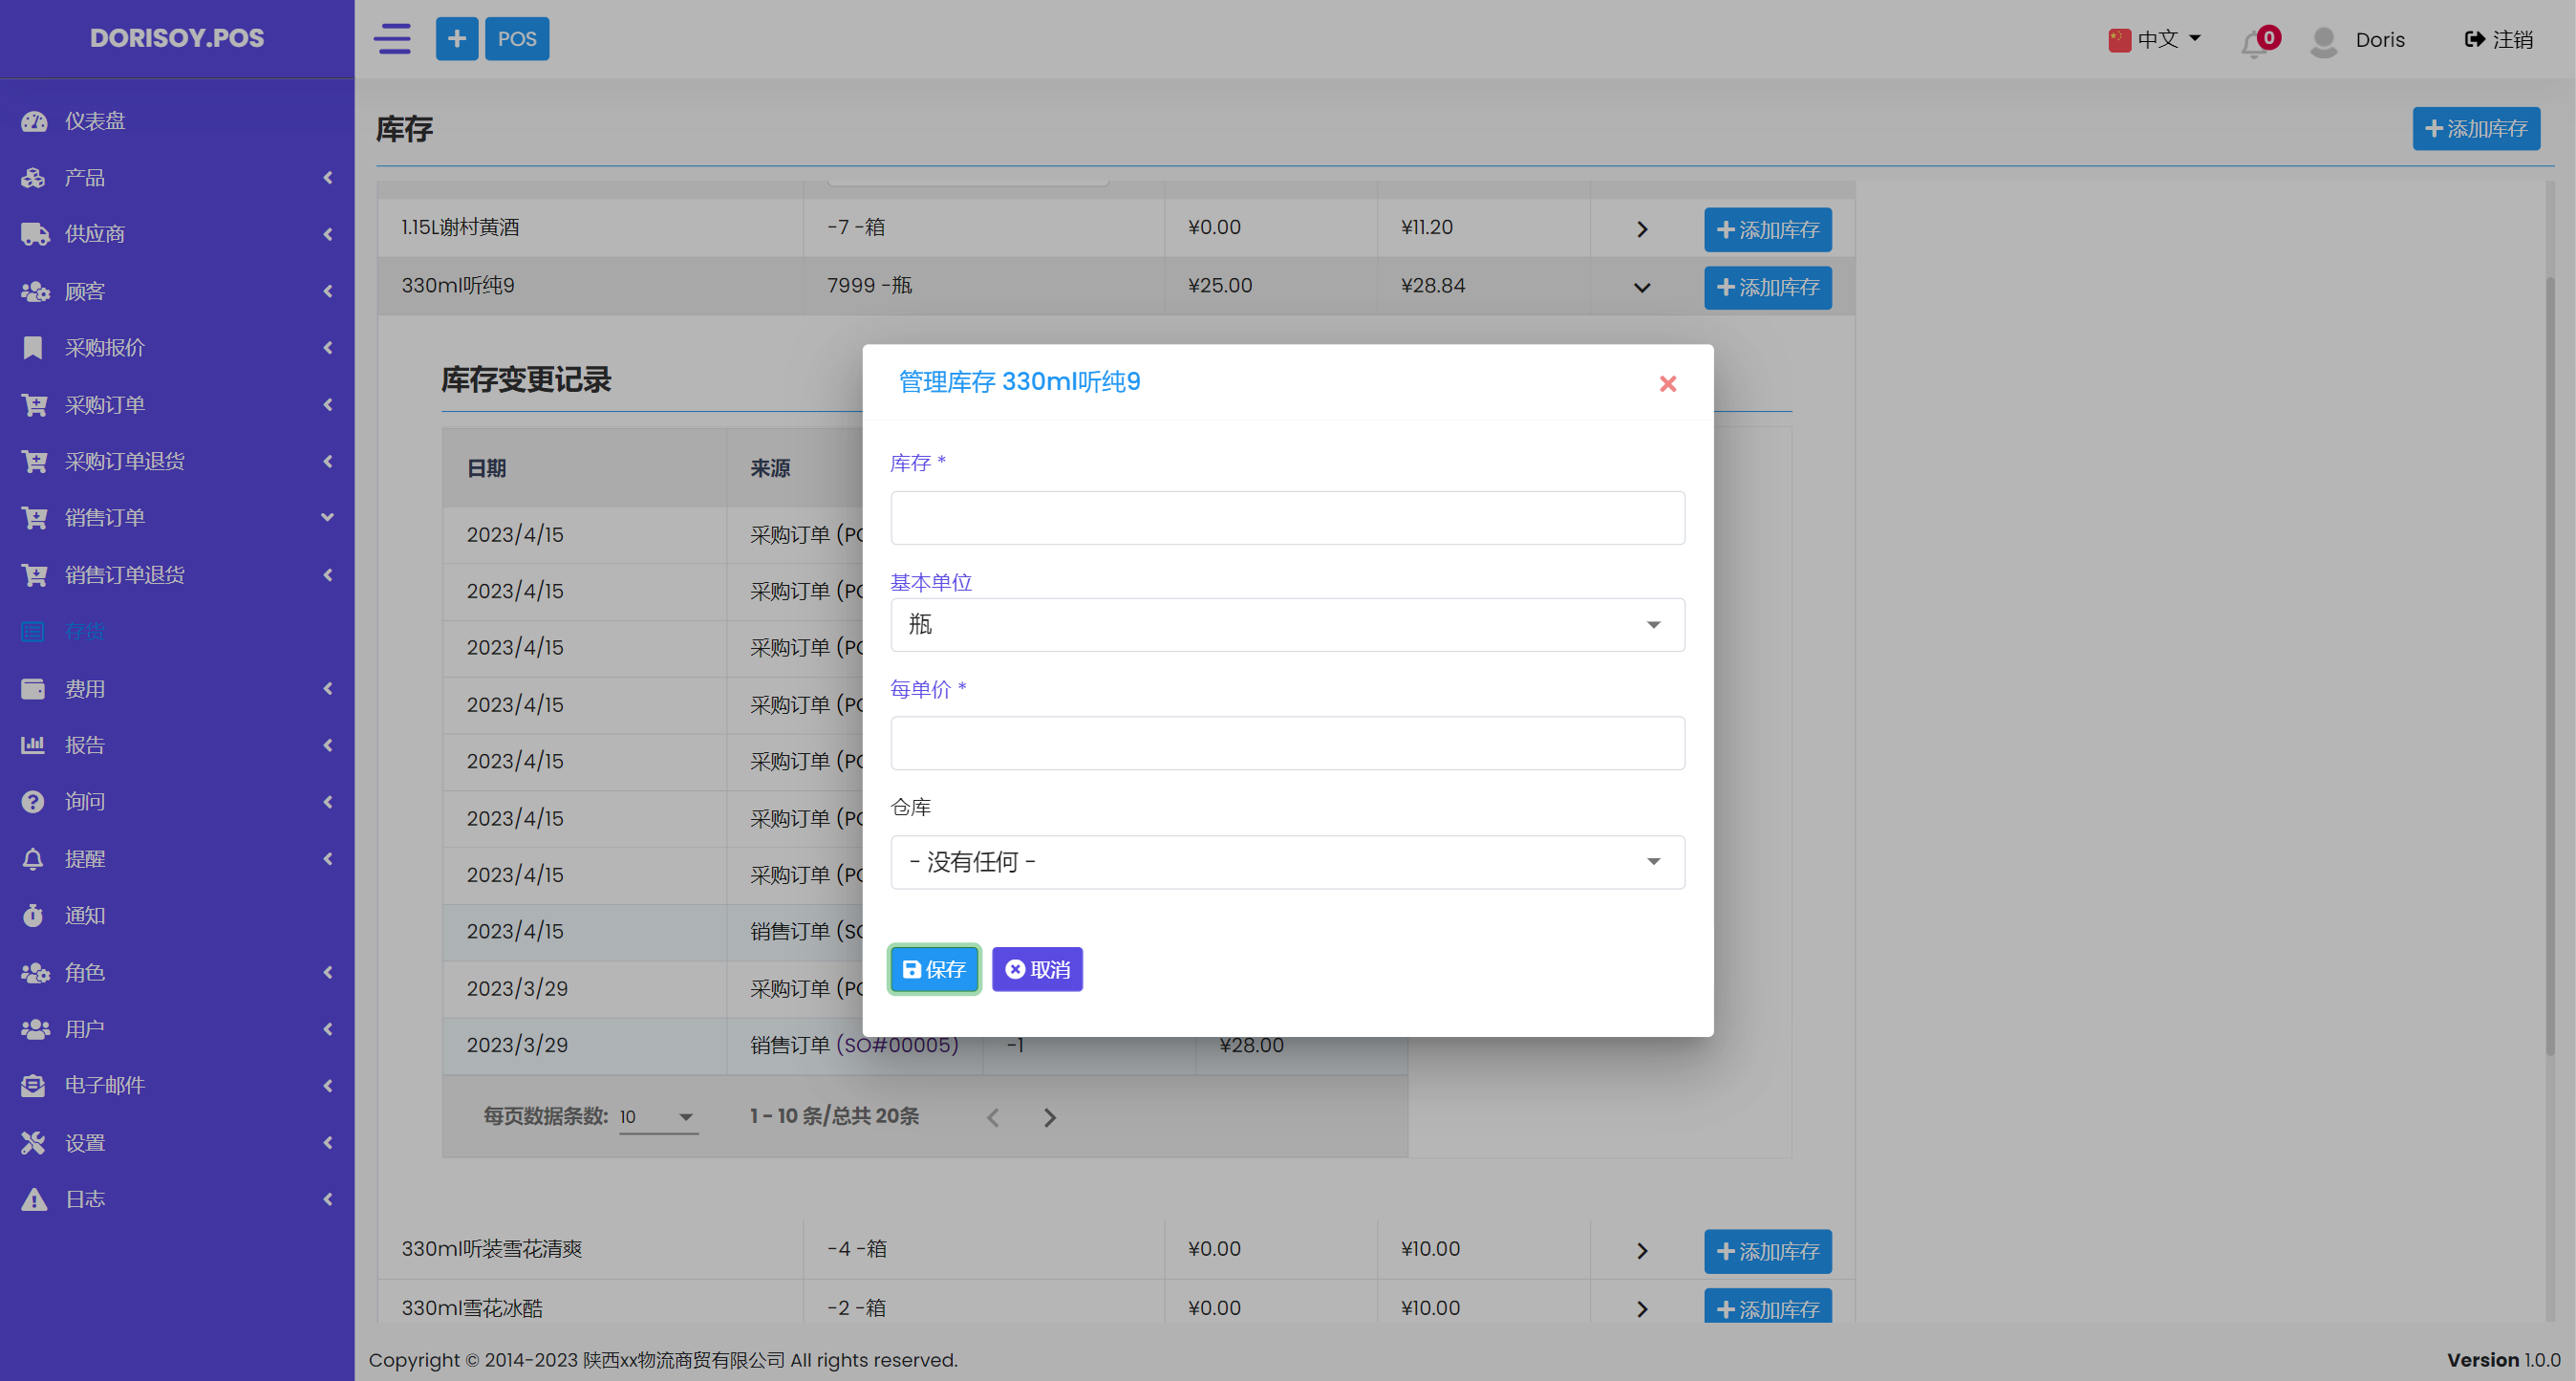 DORISOY.POS
POS
中文
0
Doris
注销
仪表盘
产品
供应商
顾客
采购报价
采购订单
采购订单退货
销售订单
销售订单退货
存货
费用
报告
询问
提醒
通知
角色
用户
电子邮件
设置
日志
库存
添加库存
1.15L谢村黄酒 -7 -箱 ¥0.00 ¥11.20 添加库存
330ml听纯9 7999 -瓶 ¥25.00 ¥28.84 添加库存
库存变更记录
日期 来源
2023/4/15 采购订单 (PO
2023/4/15 采购订单 (PO
2023/4/15 采购订单 (PO
2023/4/15 采购订单 (PO
2023/4/15 采购订单 (PO
2023/4/15 采购订单 (PO
2023/4/15 采购订单 (PO
2023/4/15 销售订单 (SO
2023/3/29 采购订单 (PO
2023/3/29 销售订单 (SO#00005) -1 ¥28.00
每页数据条数: 10 1 - 10 条/总共 20条
管理库存 330ml听纯9
库存 *
基本单位
瓶
每单价 *
仓库
- 没有任何 -
保存 取消
330ml听装雪花清爽 -4 -箱 ¥0.00 ¥10.00 添加库存
330ml雪花冰酷 -2 -箱 ¥0.00 ¥10.00 添加库存
Copyright © 2014-2023 陕西xx物流商贸有限公司 All rights reserved.
Version 1.0.0